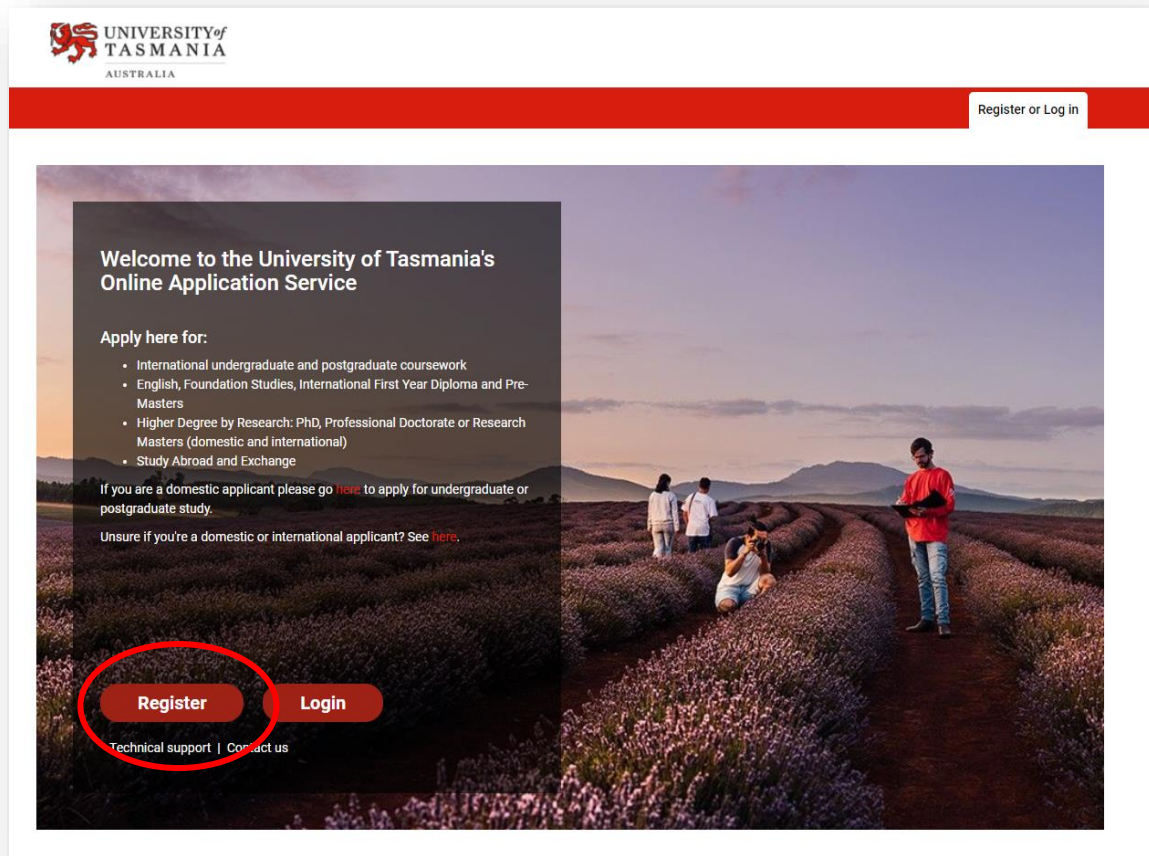 UNIVERSITY of
TASMANIA
AUSTRALIA
Register or Log in
Welcome to the University of Tasmania's
Online Application Service
Apply here for:
• International undergraduate and postgraduate coursework
• English, Foundation Studies, International First Year Diploma and Pre-
Masters
• Higher Degree by Research: PhD, Professional Doctorate or Research
Masters (domestic and international)
• Study Abroad and Exchange
If you are a domestic applicant please go here to apply for undergraduate or
postgraduate study.
Unsure if you're a domestic or international applicant? See here.
Register Login
Technical support | Contact us